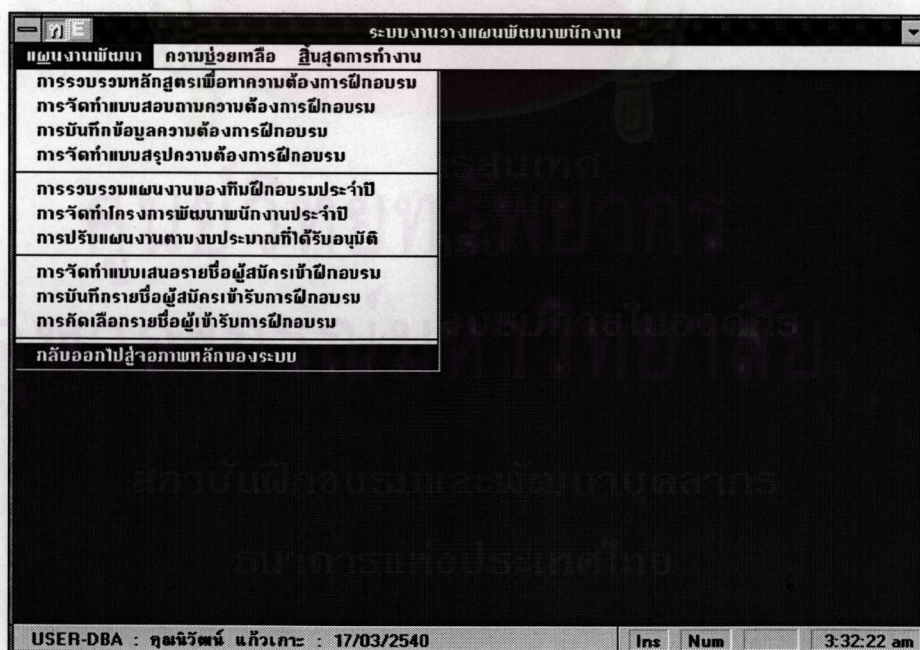 ก E ระบบงานวางแผนพัฒนาพนักงาน
แผนงานพัฒนา ความช่วยเหลือ สิ้นสุดการทำงาน
การรวบรวมหลักสูตรเพื่อหาความต้องการฝึกอบรม
การจัดทำแบบสอบถามความต้องการฝึกอบรม
การบันทึกข้อมูลความต้องการฝึกอบรม
การจัดทำแบบสรุปความต้องการฝึกอบรม
การรวบรวมแผนงานของทีมฝึกอบรมประจำปี
การจัดทำโครงการพัฒนาพนักงานประจำปี
การปรับแผนงานตามงบประมาณที่ได้รับอนุมัติ
การจัดทำแบบเสนอรายชื่อผู้สมัครเข้าฝึกอบรม
การบันทึกรายชื่อผู้สมัครเข้ารับการฝึกอบรม
การคัดเลือกรายชื่อผู้เข้ารับการฝึกอบรม
กลับออกไปสู่จอภาพหลักของระบบ
สถาบันฝึกอบรมและพัฒนาบุคลากร
ธนาคารแห่งประเทศไทย
USER-DBA : คุณนิวัฒน์ แก้วเกาะ : 17/03/2540 Ins Num 3:32:22 am